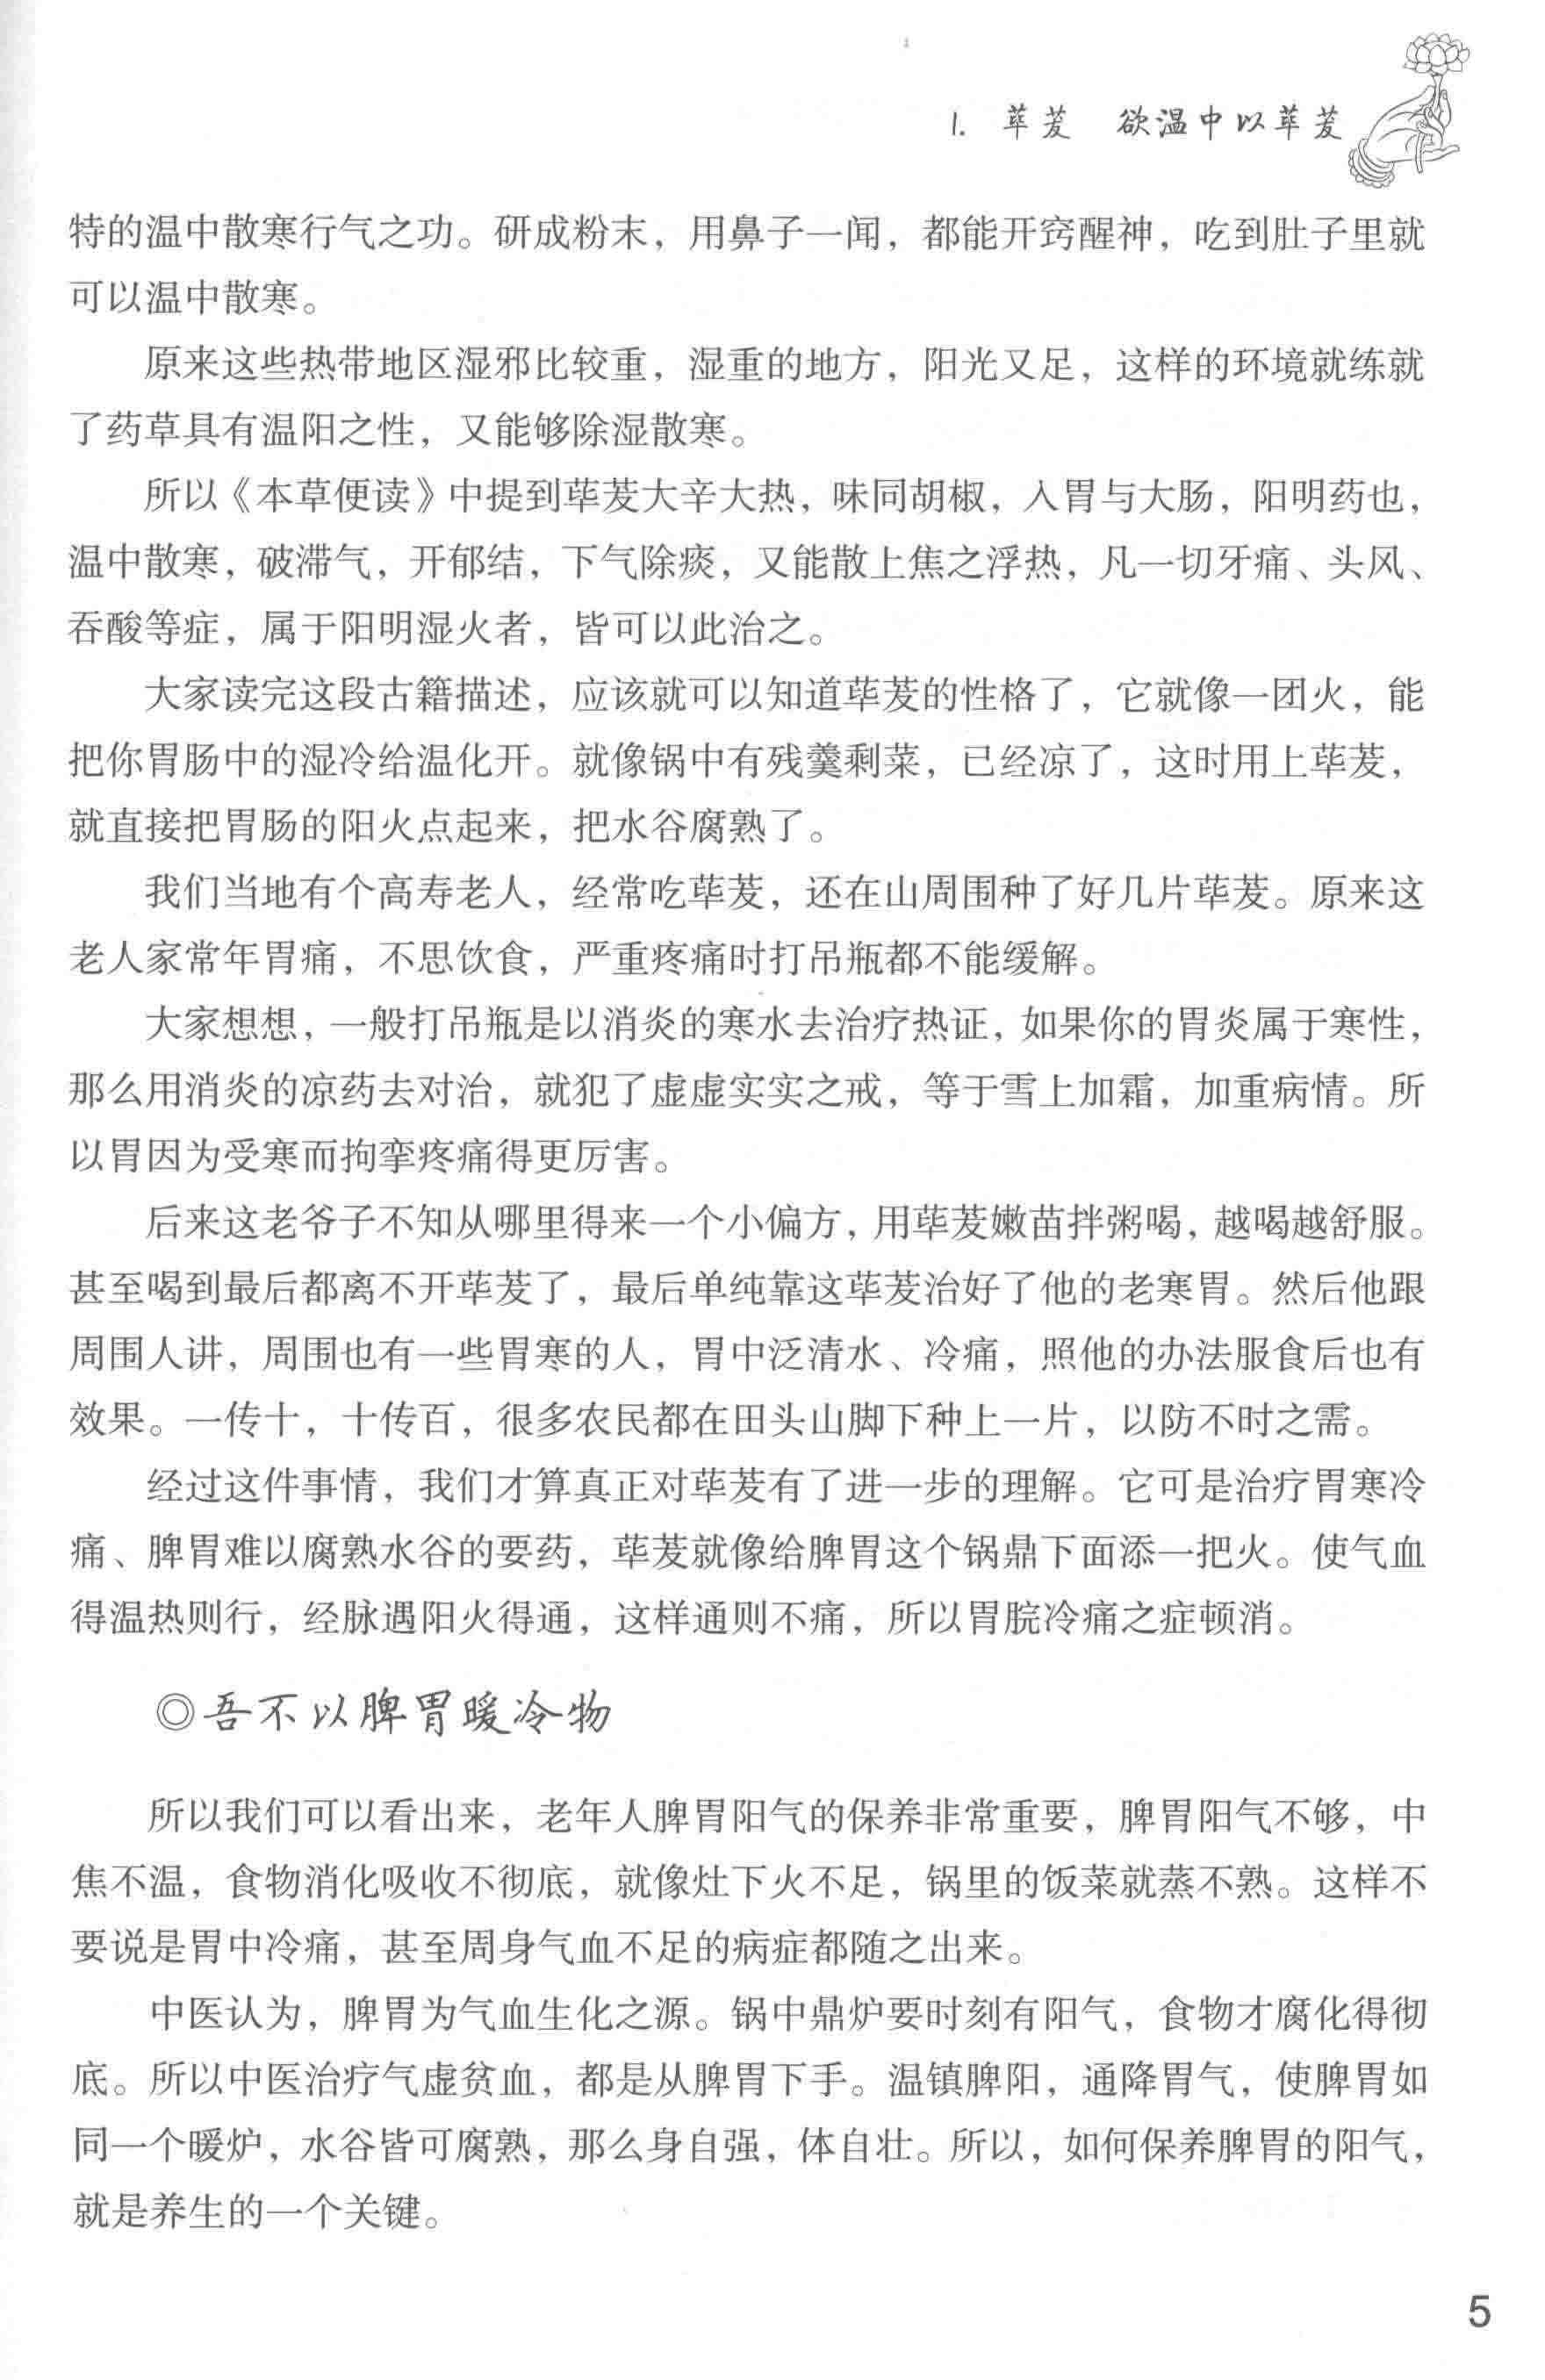 1. 荜茇 欲温中以荜茇
特的温中散寒行气之功。研成粉末，用鼻子一闻，都能开窍醒神，吃到肚子里就
可以温中散寒。
原来这些热带地区湿邪比较重，湿重的地方，阳光又足，这样的环境就练就
了药草具有温阳之性，又能够除湿散寒。
所以《本草便读》中提到荜茇大辛大热，味同胡椒，入胃与大肠，阳明药也，
温中散寒，破滞气，开郁结，下气除痰，又能散上焦之浮热，凡一切牙痛、头风、
吞酸等症，属于阳明湿火者，皆可以此治之。
大家读完这段古籍描述，应该就可以知道荜茇的性格了，它就像一团火，能
把你胃肠中的湿冷给温化开。就像锅中有残羹剩菜，已经凉了，这时用上荜茇，
就直接把胃肠的阳火点起来，把水谷腐熟了。
我们当地有个高寿老人，经常吃荜茇，还在山周围种了好几片荜茇。原来这
老人家常年胃痛，不思饮食，严重疼痛时打吊瓶都不能缓解。
大家想想，一般打吊瓶是以消炎的寒水去治疗热证，如果你的胃炎属于寒性，
那么用消炎的凉药去对治，就犯了虚虚实实之戒，等于雪上加霜，加重病情。所
以胃因为受寒而拘挛疼痛得更厉害。
后来这老爷子不知从哪里得来一个小偏方，用荜茇嫩苗拌粥喝，越喝越舒服。
甚至喝到最后都离不开荜茇了，最后单纯靠这荜茇治好了他的老寒胃。然后他跟
周围人讲，周围也有一些胃寒的人，胃中泛清水、冷痛，照他的办法服食后也有
效果。一传十，十传百，很多农民都在田头山脚下种上一片，以防不时之需。
经过这件事情，我们才算真正对荜茇有了进一步的理解。它可是治疗胃寒冷
痛、脾胃难以腐熟水谷的要药，荜茇就像给脾胃这个锅鼎下面添一把火。使气血
得温热则行，经脉遇阳火得通，这样通则不痛，所以胃脘冷痛之症顿消。
◎吾不以脾胃暖冷物
所以我们可以看出来，老年人脾胃阳气的保养非常重要，脾胃阳气不够，中
焦不温，食物消化吸收不彻底，就像灶下火不足，锅里的饭菜就蒸不熟。这样不
要说是胃中冷痛，甚至周身气血不足的病症都随之出来。
中医认为，脾胃为气血生化之源。锅中鼎炉要时刻有阳气，食物才腐化得彻
底。所以中医治疗气虚贫血，都是从脾胃下手。温镇脾阳，通降胃气，使脾胃如
同一个暖炉，水谷皆可腐熟，那么身自强，体自壮。所以，如何保养脾胃的阳气，
就是养生的一个关键。
5